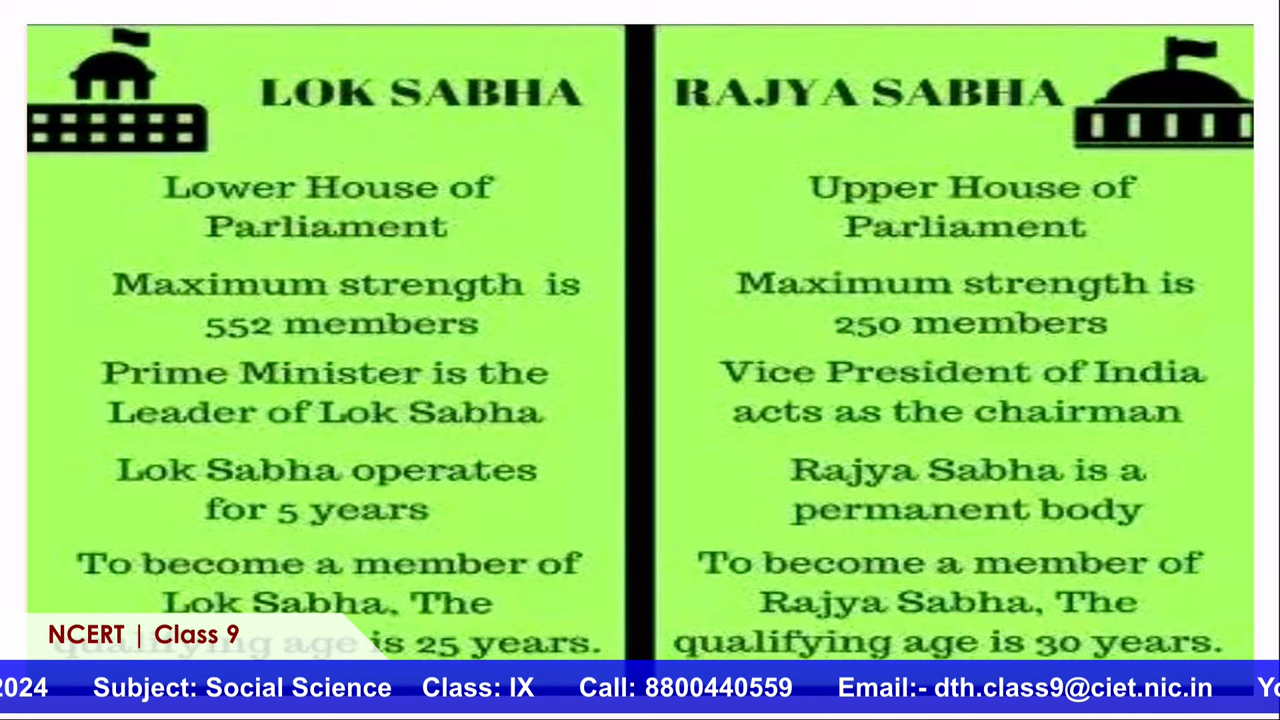 LOK SABHA
Lower House of
Parliament
Maximum strength is
552 members
Prime Minister is the
Leader of Lok Sabha
Lok Sabha operates
for 5 years
To become a member of
Lok Sabha, The
qualifying age is 25 years.
RAJYA SABHA
Upper House of
Parliament
Maximum strength is
250 members
Vice President of India
acts as the chairman
Rajya Sabha is a
permanent body
To become a member of
Rajya Sabha, The
qualifying age is 30 years.
NCERT | Class 9
2024 Subject: Social Science Class: IX Call: 8800440559 Email:- dth.class9@ciet.nic.in